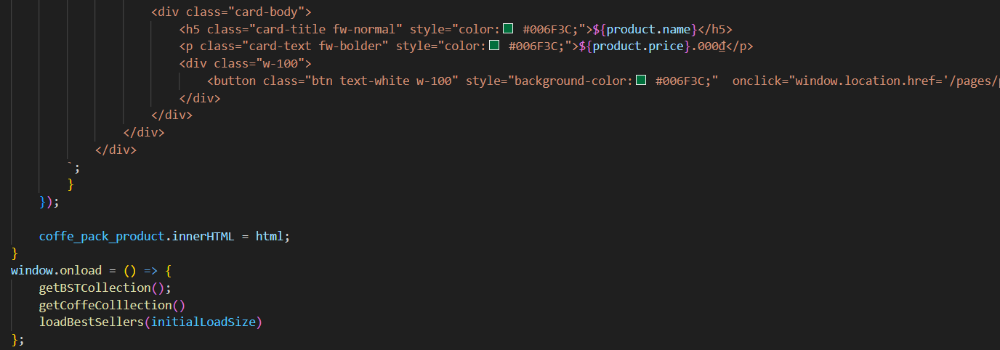 <div class="card-body">
<h5 class="card-title fw-normal" style="color: #006F3C;">${product.name}</h5>
<p class="card-text fw-bolder" style="color: #006F3C;">${product.price}.000₫</p>
<div class="w-100">
<button class="btn text-white w-100" style="background-color: #006F3C;"  onclick="window.location.href='/pages/
</div>
</div>
</div>
</div>
`;
}
});
coffe_pack_product.innerHTML = html;
}
window.onload = () => {
getBSTCollection();
getCoffeColllection()
loadBestSellers(initialLoadSize)
};